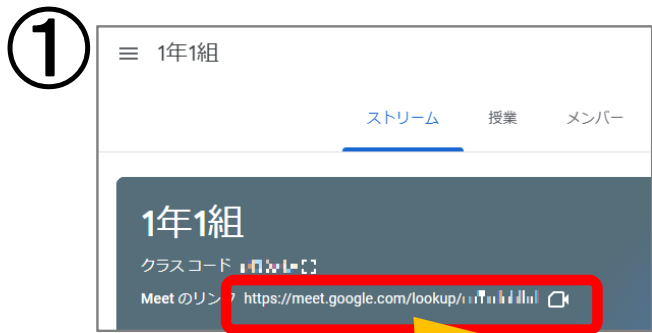 ①
1年1組
ストリーム 授業 メンバー
1年1組
クラス コード
Meet のリンク https://meet.google.com/lookup/